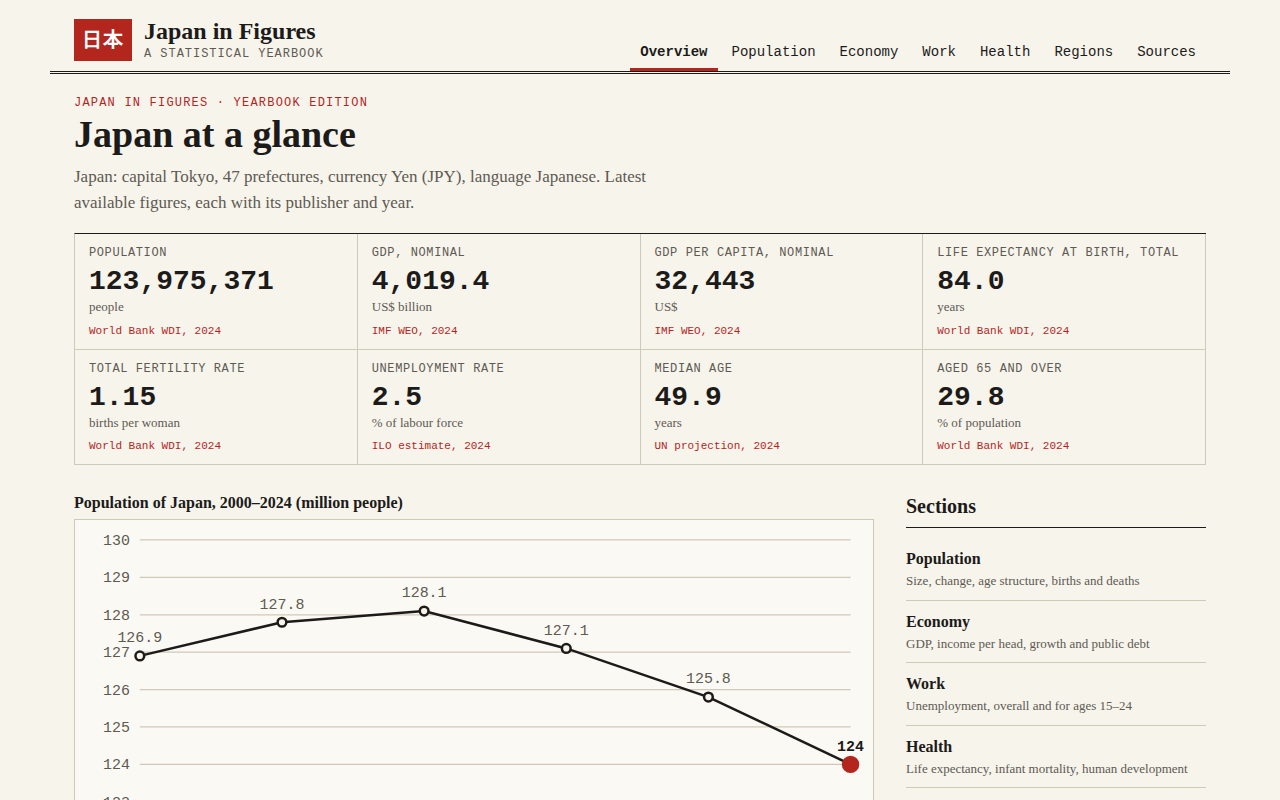 日本
Japan in Figures
A STATISTICAL YEARBOOK
Overview Population Economy Work Health Regions Sources
JAPAN IN FIGURES · YEARBOOK EDITION
Japan at a glance
Japan: capital Tokyo, 47 prefectures, currency Yen (JPY), language Japanese. Latest
available figures, each with its publisher and year.
POPULATION
123,975,371
people
World Bank WDI, 2024
GDP, NOMINAL
4,019.4
US$ billion
IMF WEO, 2024
GDP PER CAPITA, NOMINAL
32,443
US$
IMF WEO, 2024
LIFE EXPECTANCY AT BIRTH, TOTAL
84.0
years
World Bank WDI, 2024
TOTAL FERTILITY RATE
1.15
births per woman
World Bank WDI, 2024
UNEMPLOYMENT RATE
2.5
% of labour force
ILO estimate, 2024
MEDIAN AGE
49.9
years
UN projection, 2024
AGED 65 AND OVER
29.8
% of population
World Bank WDI, 2024
Population of Japan, 2000–2024 (million people)
130
129
128
127
126
125
124
126.9
127.8
128.1
127.1
125.8
124
Sections
Population
Size, change, age structure, births and deaths
Economy
GDP, income per head, growth and public debt
Work
Unemployment, overall and for ages 15–24
Health
Life expectancy, infant mortality, human development